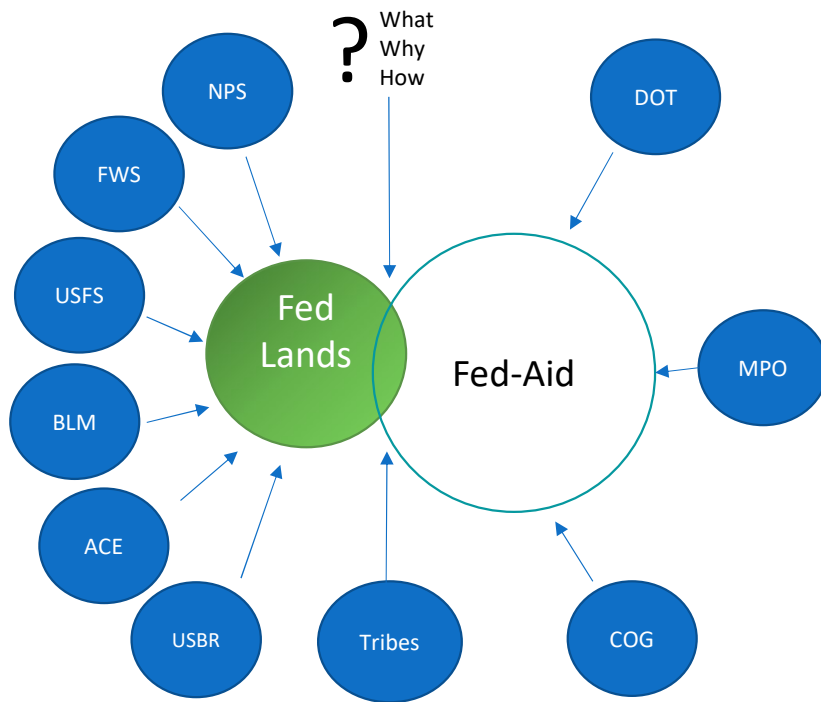 ?
What
Why
How
NPS
DOT
FWS
USFS
Fed
Lands
Fed-Aid
MPO
BLM
ACE
USBR
Tribes
COG